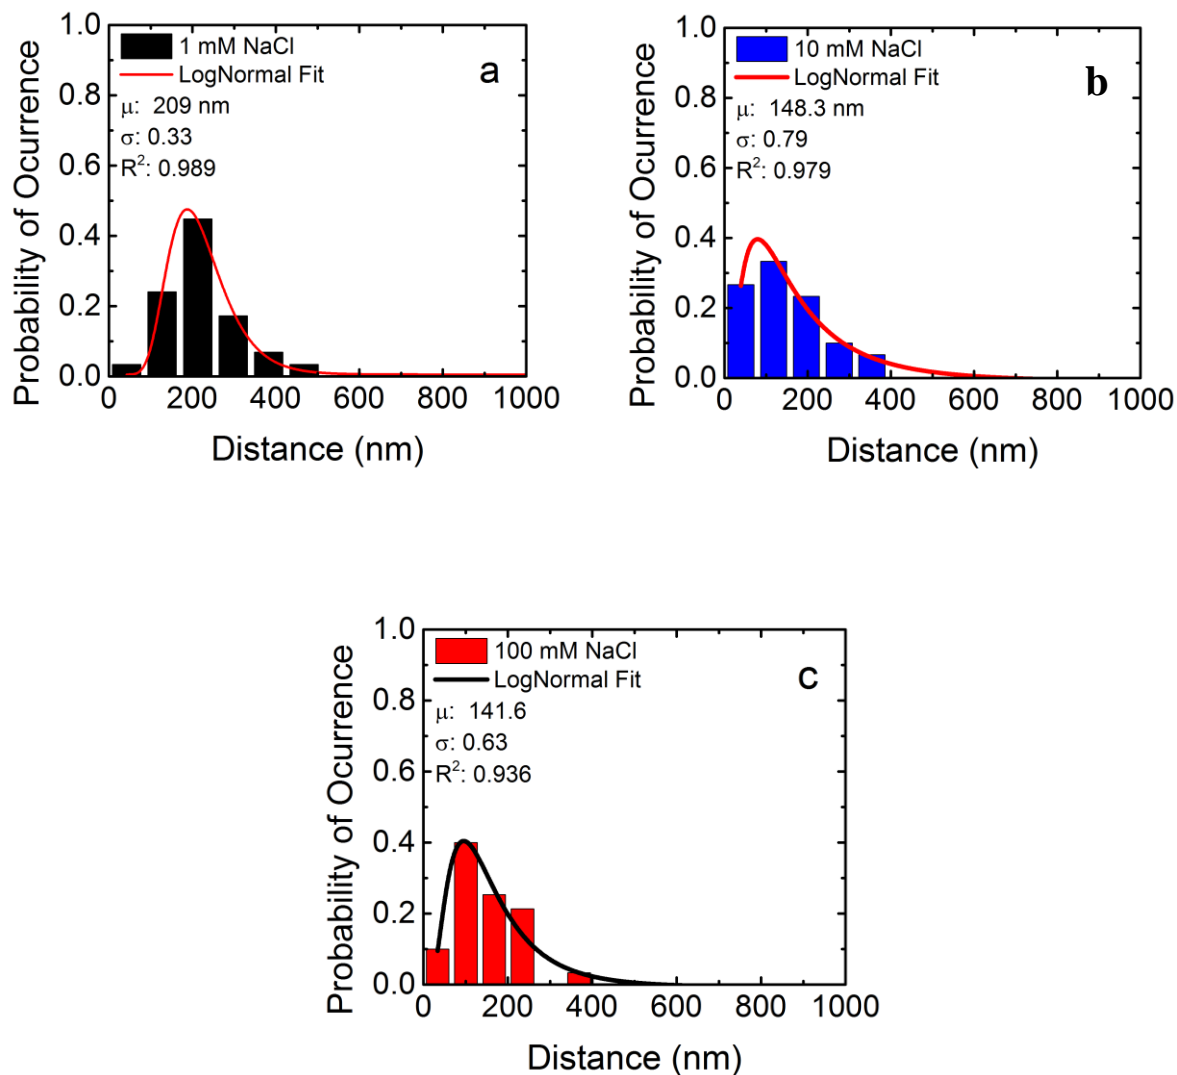 1.0
0.8
0.6
0.4
0.2
0.0
Probability of Ocurrence
1 mM NaCl
LogNormal Fit
μ: 209 nm
σ: 0.33
R²: 0.989
a
0 200 400 600 800 1000
Distance (nm)
1.0
0.8
0.6
0.4
0.2
0.0
Probability of Ocurrence
10 mM NaCl
LogNormal Fit
μ: 148.3 nm
σ: 0.79
R²: 0.979
b
0 200 400 600 800 1000
Distance (nm)
1.0
0.8
0.6
0.4
0.2
0.0
Probability of Ocurrence
100 mM NaCl
LogNormal Fit
μ: 141.6
σ: 0.63
R²: 0.936
c
0 200 400 600 800 1000
Distance (nm)